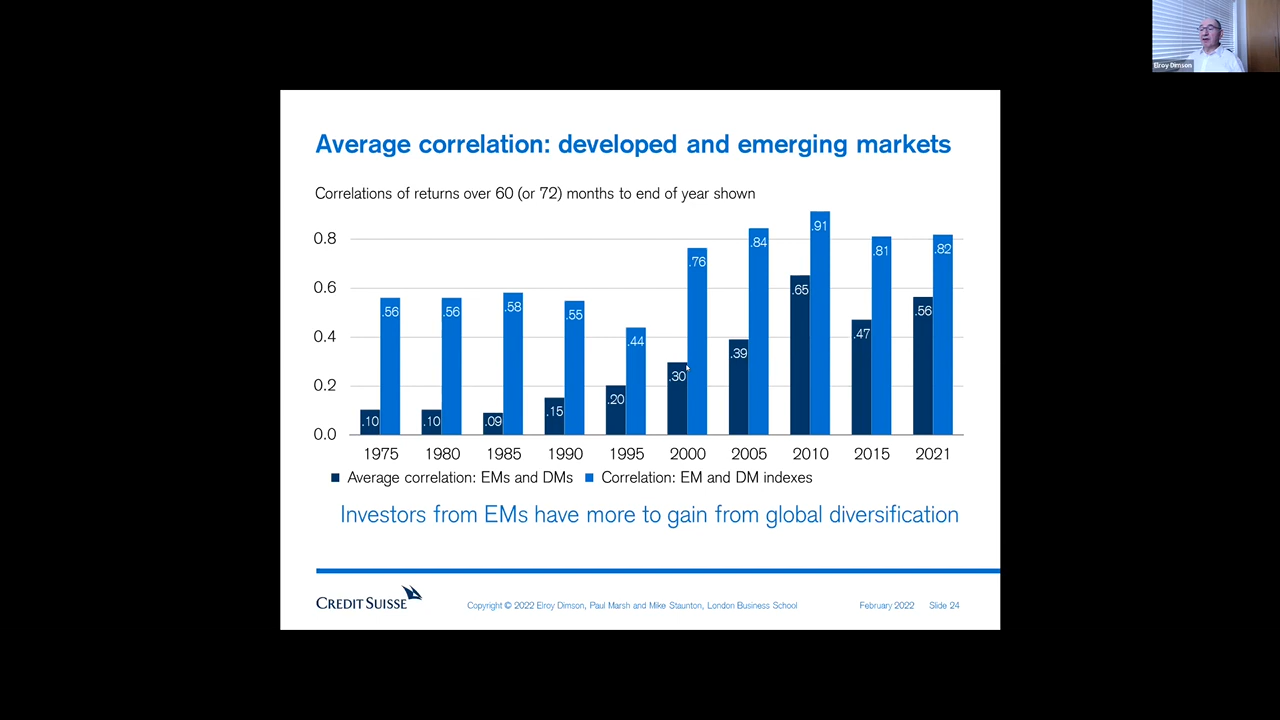 Elroy Dimson
Average correlation: developed and emerging markets
Correlations of returns over 60 (or 72) months to end of year shown
0.8
0.6
0.4
0.2
0.0
.10 .56 .10 .56 .09 .58 .15 .55 .20 .44 .30 .76 .39 .84 .65 .91 .47 .81 .56 .82
1975 1980 1985 1990 1995 2000 2005 2010 2015 2021
Average correlation: EMs and DMs Correlation: EM and DM indexes
Investors from EMs have more to gain from global diversification
CREDIT SUISSE Copyright © 2022 Elroy Dimson, Paul Marsh and Mike Staunton, London Business School February 2022 Slide 24